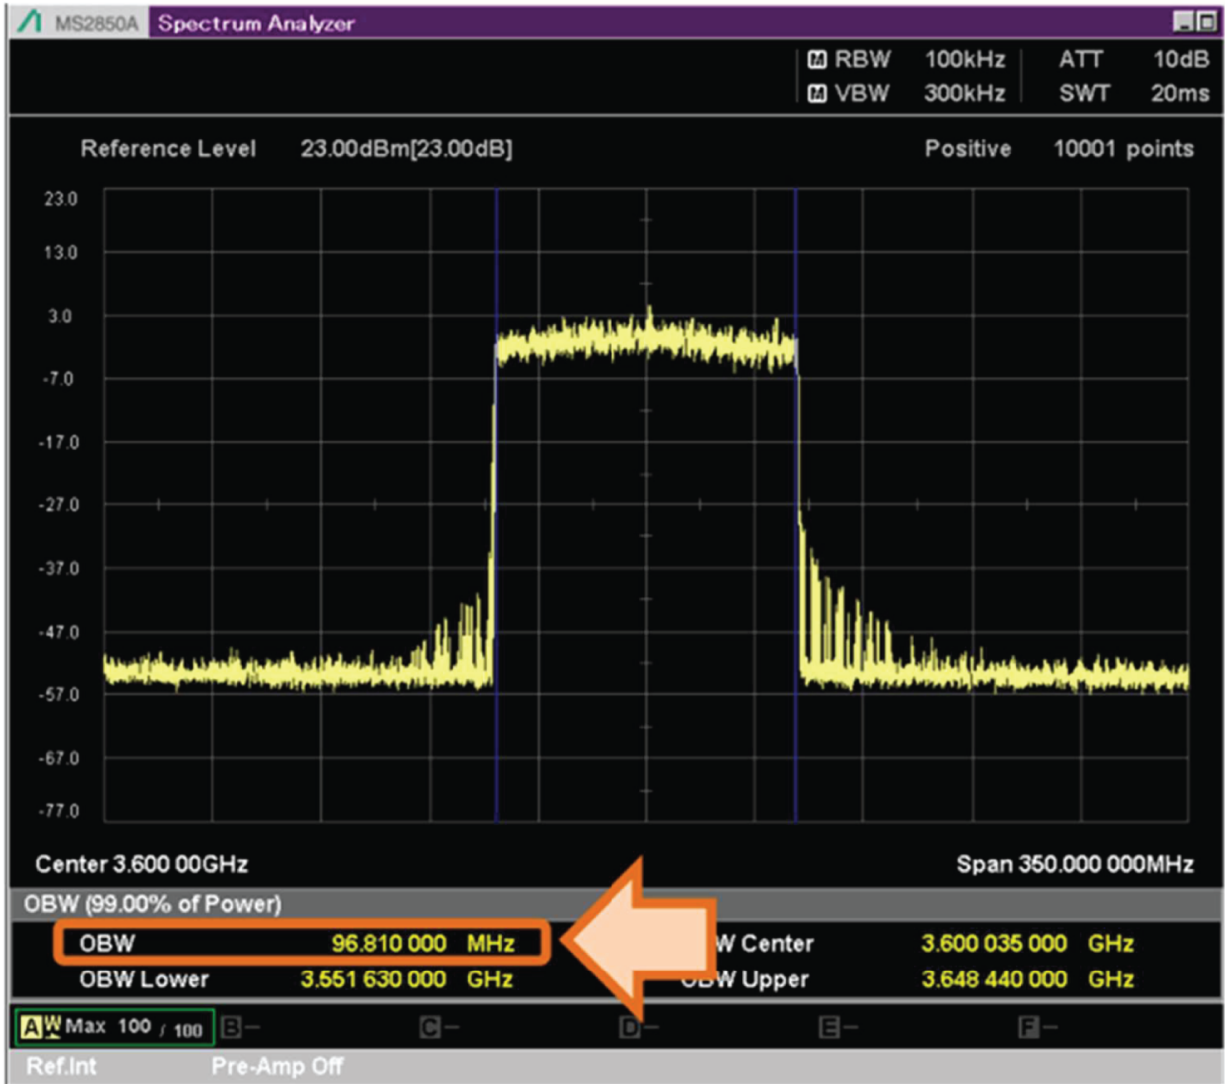 MS2850A Spectrum Analyzer
M RBW 100kHz ATT 10dB
M VBW 300kHz SWT 20ms
Reference Level 23.00dBm[23.00dB] Positive 10001 points
23.0
13.0
3.0
-7.0
-17.0
-27.0
-37.0
-47.0
-57.0
-67.0
-77.0
Center 3.600 00GHz Span 350.000 000MHz
OBW (99.00% of Power)
OBW 96.810 000 MHz W Center 3.600 035 000 GHz
OBW Lower 3.551 630 000 GHz OBW Upper 3.648 440 000 GHz
A W Max 100 / 100 B- C- D- E- F-
Ref.Int Pre-Amp Off